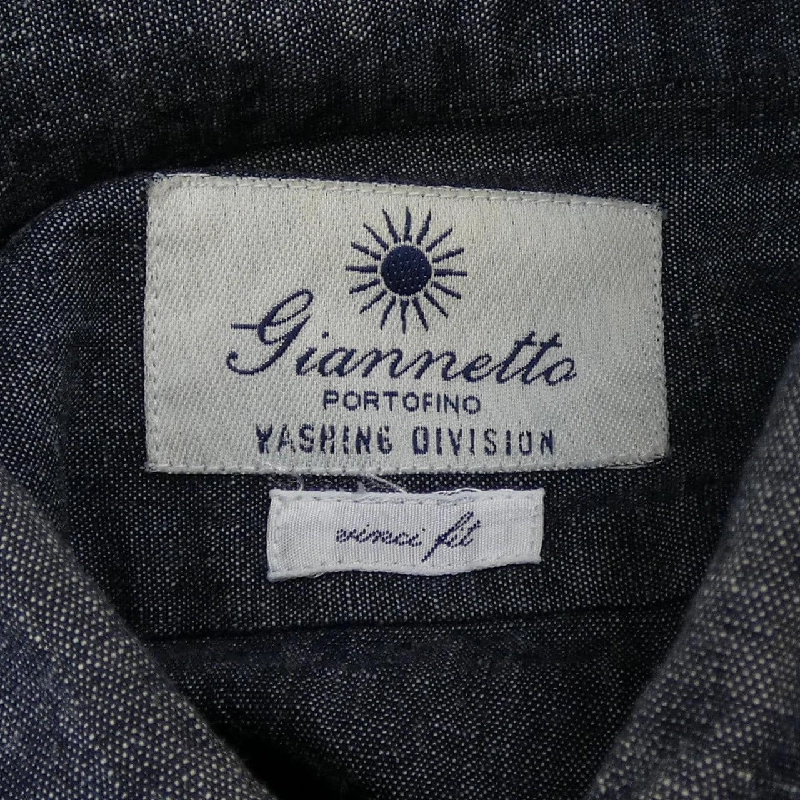 Giannetto
PORTOFINO
WASHING DIVISION
vinci fit